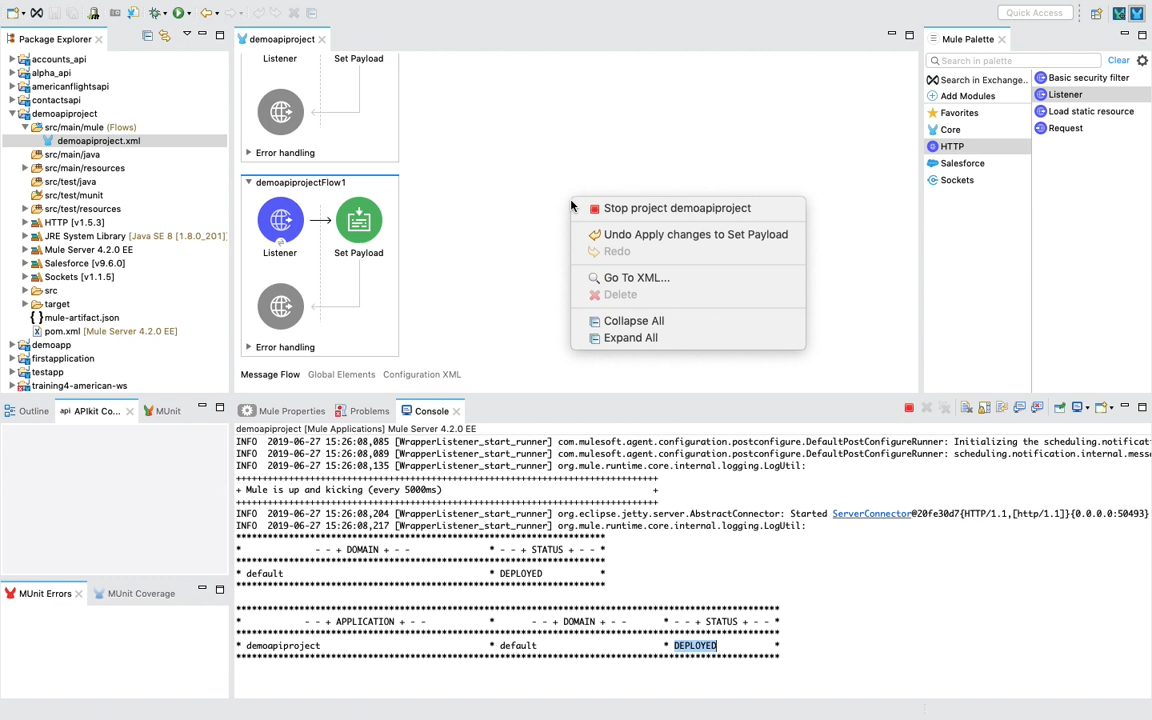 Quick Access
Package Explorer
accounts_api
alpha_api
americanflightsapi
contactsapi
demoapiproject
src/main/mule (Flows)
demoapiproject.xml
src/main/java
src/main/resources
src/test/java
src/test/munit
src/test/resources
HTTP [v1.5.3]
JRE System Library [Java SE 8 [1.8.0_201]]
Mule Server 4.2.0 EE
Salesforce [v9.6.0]
Sockets [v1.1.5]
src
target
mule-artifact.json
pom.xml [Mule Server 4.2.0 EE]
demoapp
firstapplication
testapp
training4-american-ws
demoapiproject
Listener Set Payload
Error handling
demoapiprojectFlow1
Listener Set Payload
Error handling
Message Flow Global Elements Configuration XML
Stop project demoapiproject
Undo Apply changes to Set Payload
Redo
Go To XML...
Delete
Collapse All
Expand All
Mule Palette
Search in palette Clear
Search in Exchange..
Add Modules
Favorites
Core
HTTP
Salesforce
Sockets
Basic security filter
Listener
Load static resource
Request
Outline API APIkit Co... MUnit
MUnit Errors MUnit Coverage
Mule Properties Problems Console
demoapiproject [Mule Applications] Mule Server 4.2.0 EE
INFO 2019-06-27 15:26:08,085 [WrapperListener_start_runner] com.mulesoft.agent.configuration.postconfigure.DefaultPostConfigureRunner: Initializing the scheduling.notificat
INFO 2019-06-27 15:26:08,089 [WrapperListener_start_runner] com.mulesoft.agent.configuration.postconfigure.DefaultPostConfigureRunner: scheduling.notification.internal.mess
INFO 2019-06-27 15:26:08,135 [WrapperListener_start_runner] org.mule.runtime.core.internal.logging.LogUtil:
+ Mule is up and kicking (every 5000ms) +
INFO 2019-06-27 15:26:08,204 [WrapperListener_start_runner] org.eclipse.jetty.server.AbstractConnector: Started ServerConnector@20fe30d7{HTTP/1.1,[http/1.1]}{0.0.0.0:50493}
INFO 2019-06-27 15:26:08,217 [WrapperListener_start_runner] org.mule.runtime.core.internal.logging.LogUtil:
* - - + DOMAIN + - - * - - + STATUS + - - *
* default * DEPLOYED *
* - - + APPLICATION + - - * - - + DOMAIN + - - * - - + STATUS + - - *
* demoapiproject * default * DEPLOYED *